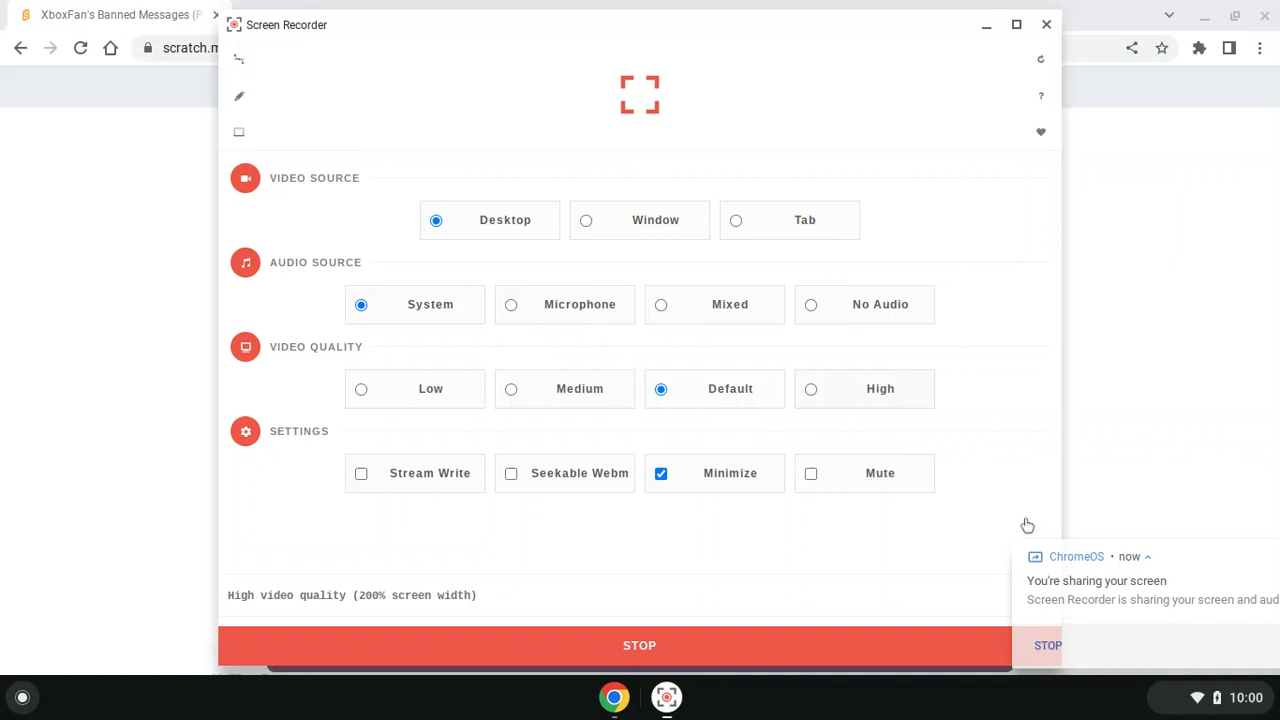 XboxFan's Banned Messages (P
scratch.m
Screen Recorder
?
VIDEO SOURCE
Desktop
Window
Tab
AUDIO SOURCE
System
Microphone
Mixed
No Audio
VIDEO QUALITY
Low
Medium
Default
High
SETTINGS
Stream Write
Seekable Webm
Minimize
Mute
ChromeOS • now
You're sharing your screen
Screen Recorder is sharing your screen and aud
High video quality (200% screen width)
STOP
STOP
10:00